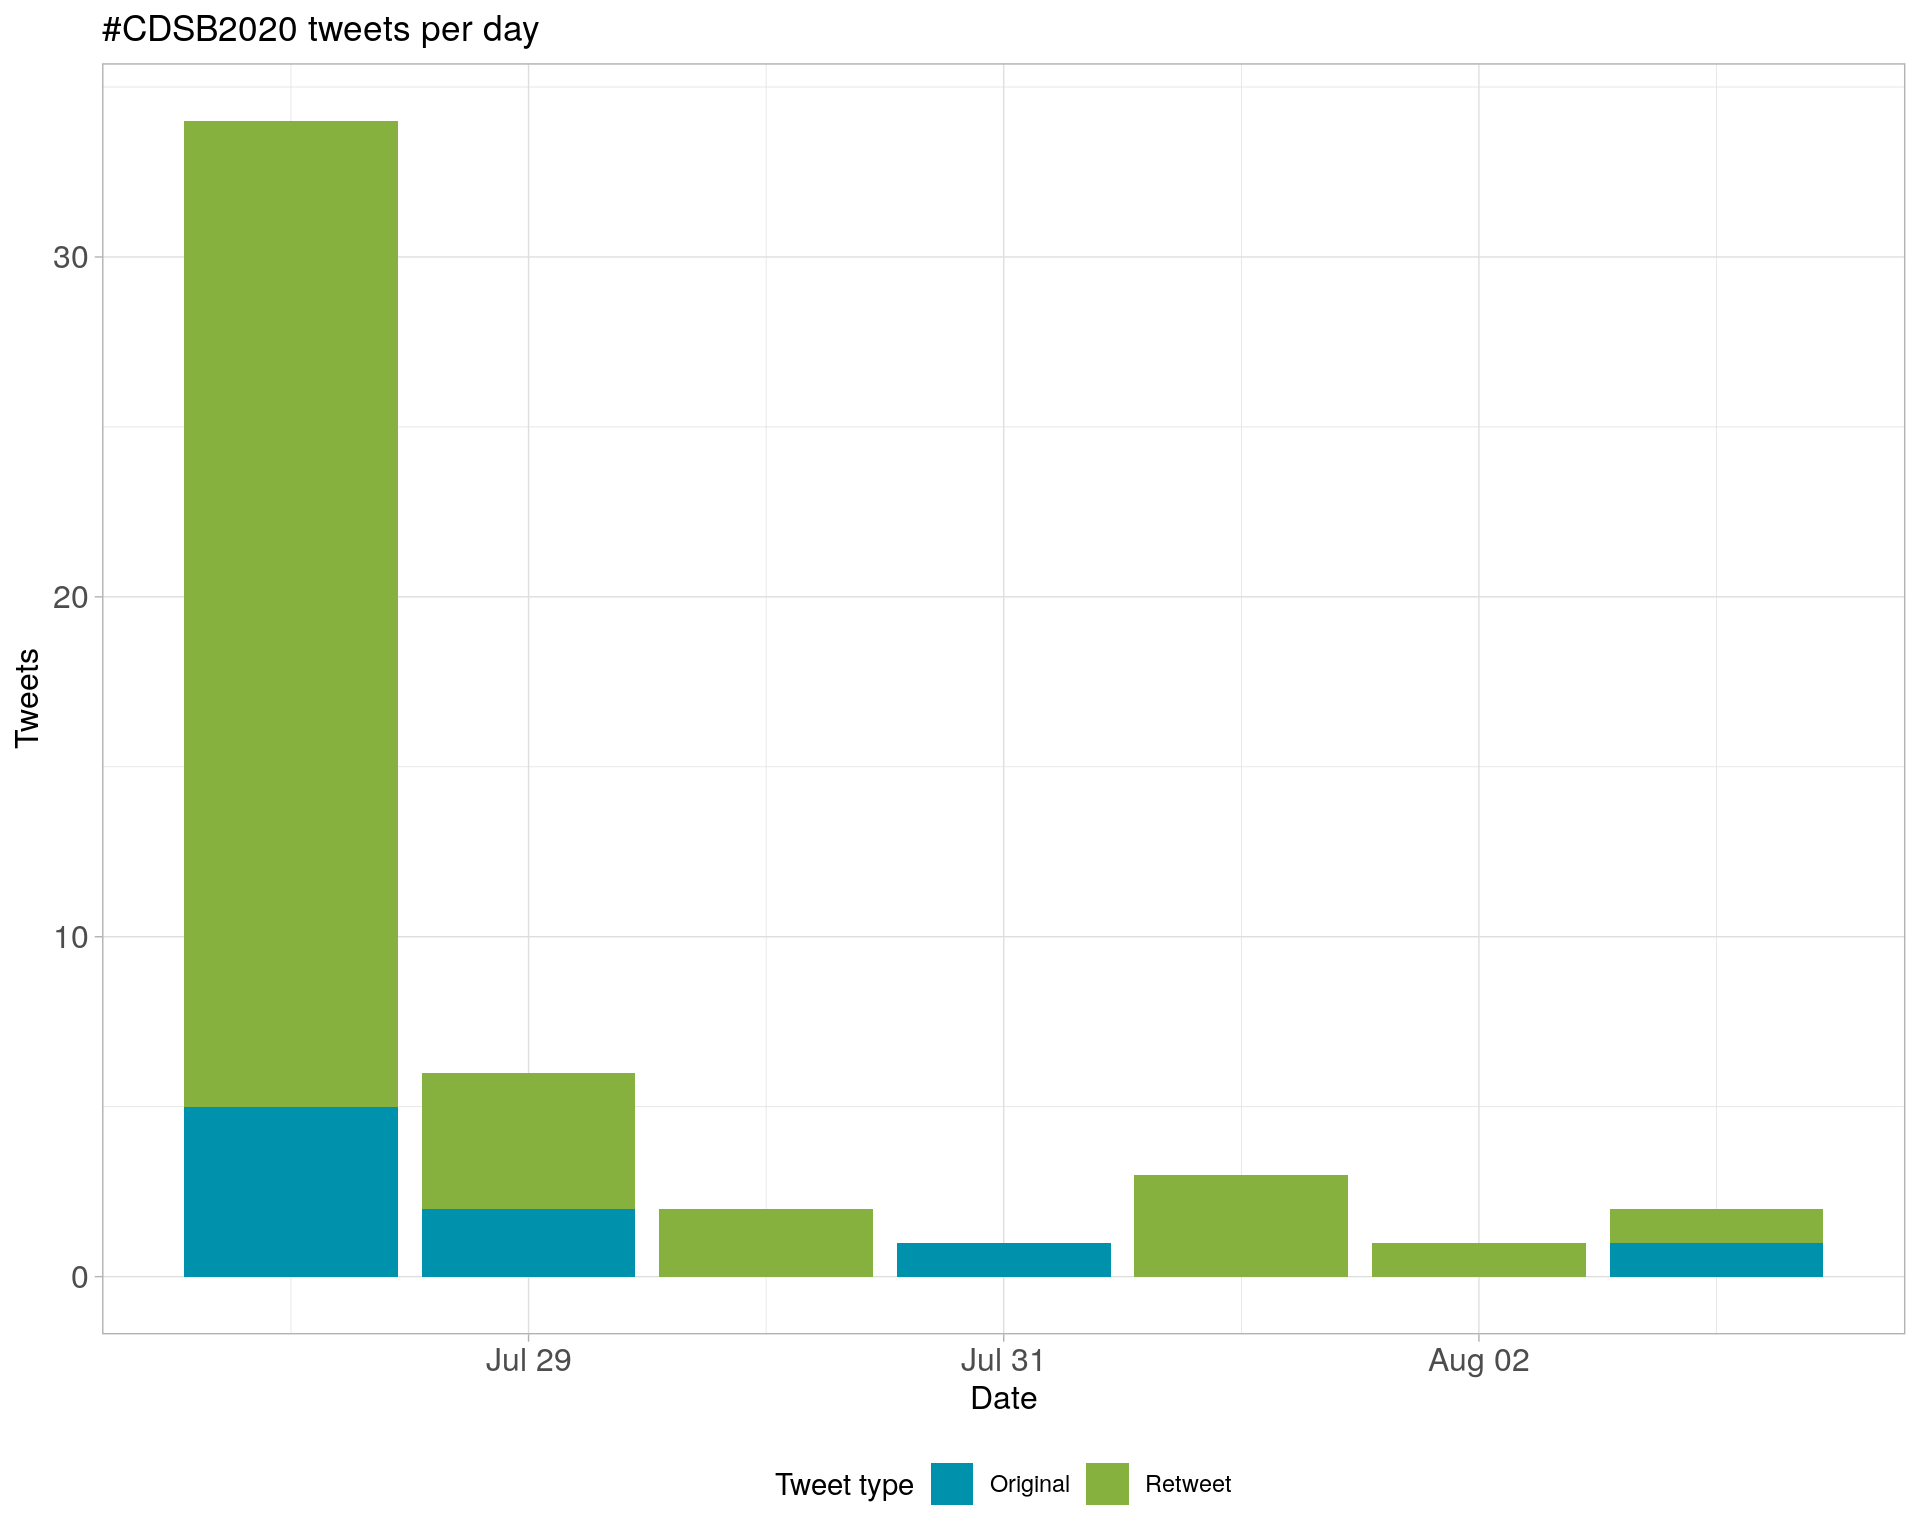 #CDSB2020 tweets per day
30
20
10
0
Tweets
Jul 29 Jul 31 Aug 02
Date
Tweet type Original Retweet